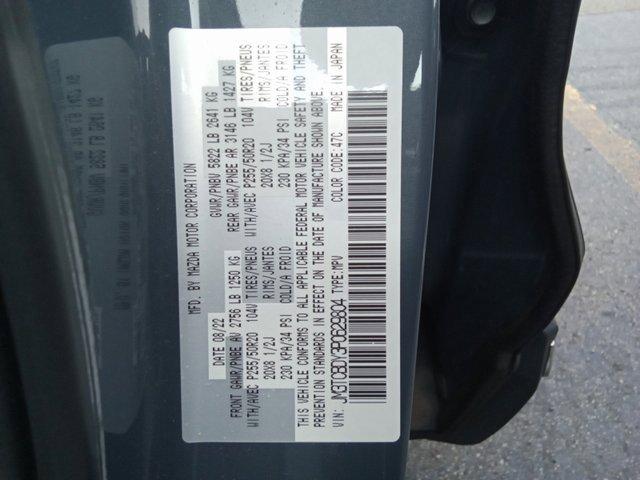 MFD. BY MAZDA MOTOR CORPORATION
08/22 GVWR/PNBV 5822 LB 2641 KG
FRONT GAWR/PNBE AV 2756 LB 1250 KG REAR GAWR/PNBE AR 3146 LB 1427 KG
WITH/AVEC P255/50R20 104V TIRES/PNEUS WITH/AVEC P255/50R20 104V TIRES/PNEUS
20X8 1/2J RIMS/JANTES 20X8 1/2J RIMS/JANTES
230 KPA/34 PSI COLD/A FROID 230 KPA/34 PSI COLD/A FROID
THIS VEHICLE CONFORMS TO ALL APPLICABLE FEDERAL MOTOR VEHICLE SAFETY AND THEFT
PREVENTION STANDARDS IN EFFECT ON THE DATE OF MANUFACTURE SHOWN ABOVE.
VIN: JM3TCBDY3P0629804 TYPE:MPV COLOR CODE:47C MADE IN JAPAN